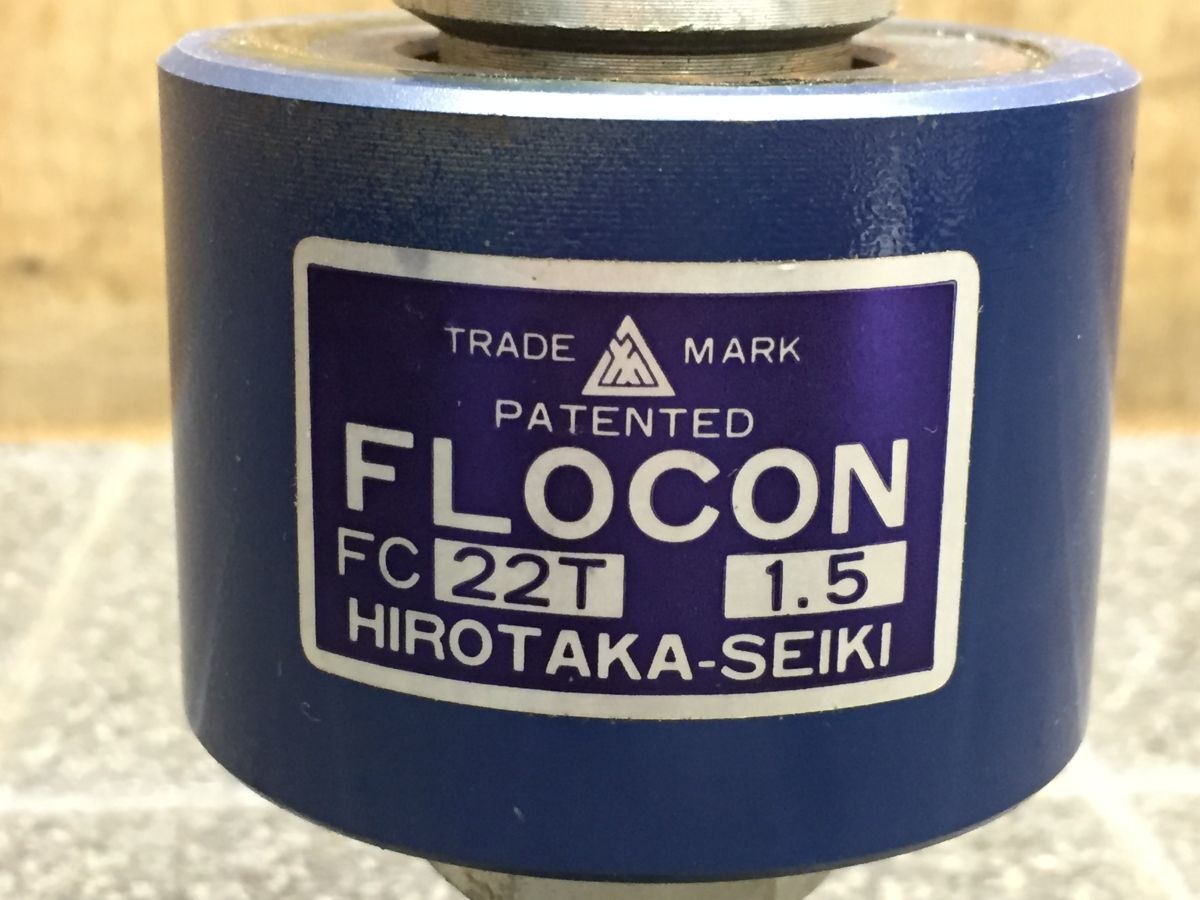 TRADE MARK
PATENTED
FLOCON
FC 22T 1.5
HIROTAKA-SEIKI